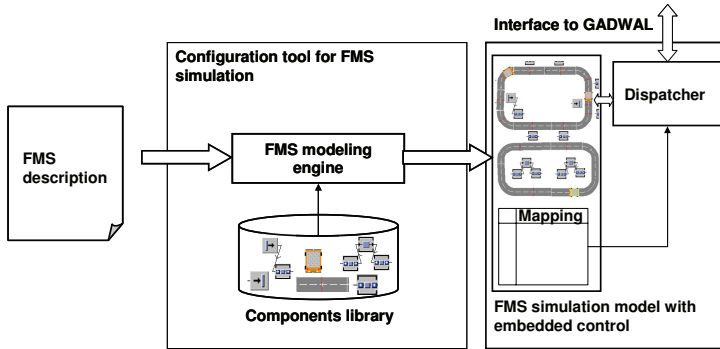 Interface to GADWAL
Configuration tool for FMS
simulation
Dispatcher
FMS
description
FMS modeling
engine
Mapping
Components library
FMS simulation model with
embedded control